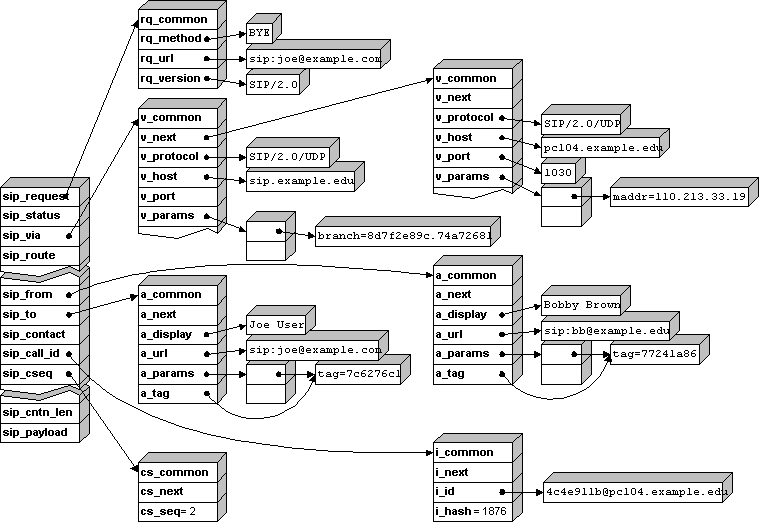 rq_common
rq_method
BYE
rq_url
sip:joe@example.com
rq_version
SIP/2.0
v_common
v_next
v_protocol
SIP/2.0/UDP
v_host
sip.example.edu
v_port
v_params
branch=8d7f2e89c.74a72681
v_common
v_next
v_protocol
SIP/2.0/UDP
v_host
pc104.example.edu
v_port
1030
v_params
maddr=110.213.33.19
sip_request
sip_status
sip_via
sip_route
sip_from
sip_to
sip_contact
sip_call_id
sip_cseq
sip_cntn_len
sip_payload
a_common
a_next
a_display
Joe User
a_url
sip:joe@example.com
a_params
tag=7c6276c1
a_tag
a_common
a_next
a_display
Bobby Brown
a_url
sip:bb@example.edu
a_params
tag=77241a86
a_tag
cs_common
cs_next
cs_seq= 2
i_common
i_next
i_id
4c4e911b@pc104.example.edu
i_hash = 1876